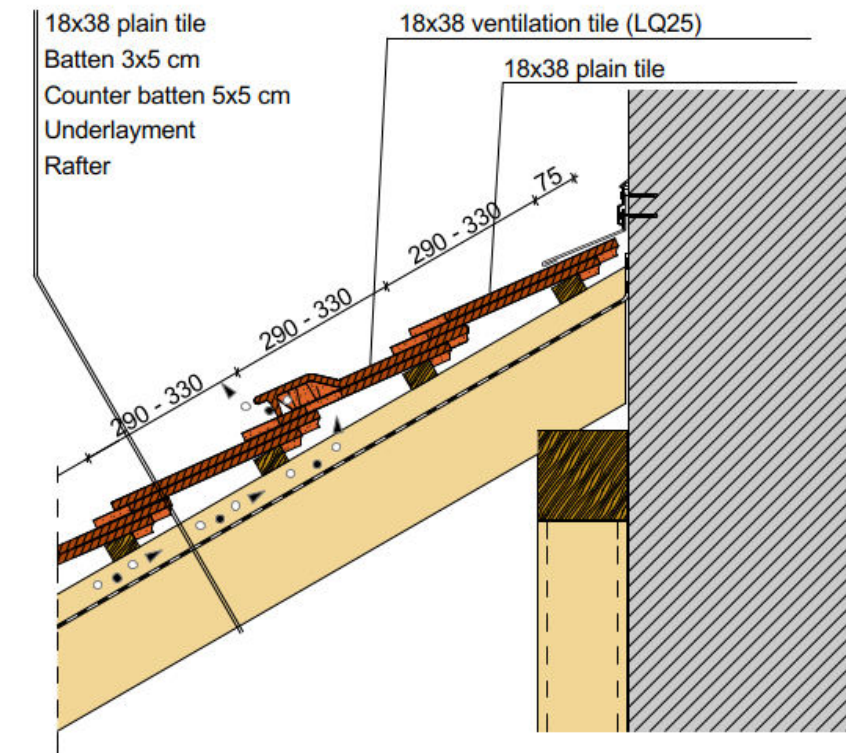 18x38 plain tile
Batten 3x5 cm
Counter batten 5x5 cm
Underlayment
Rafter
18x38 ventilation tile (LQ25)
18x38 plain tile
75
290 - 330
290 - 330
290 - 330